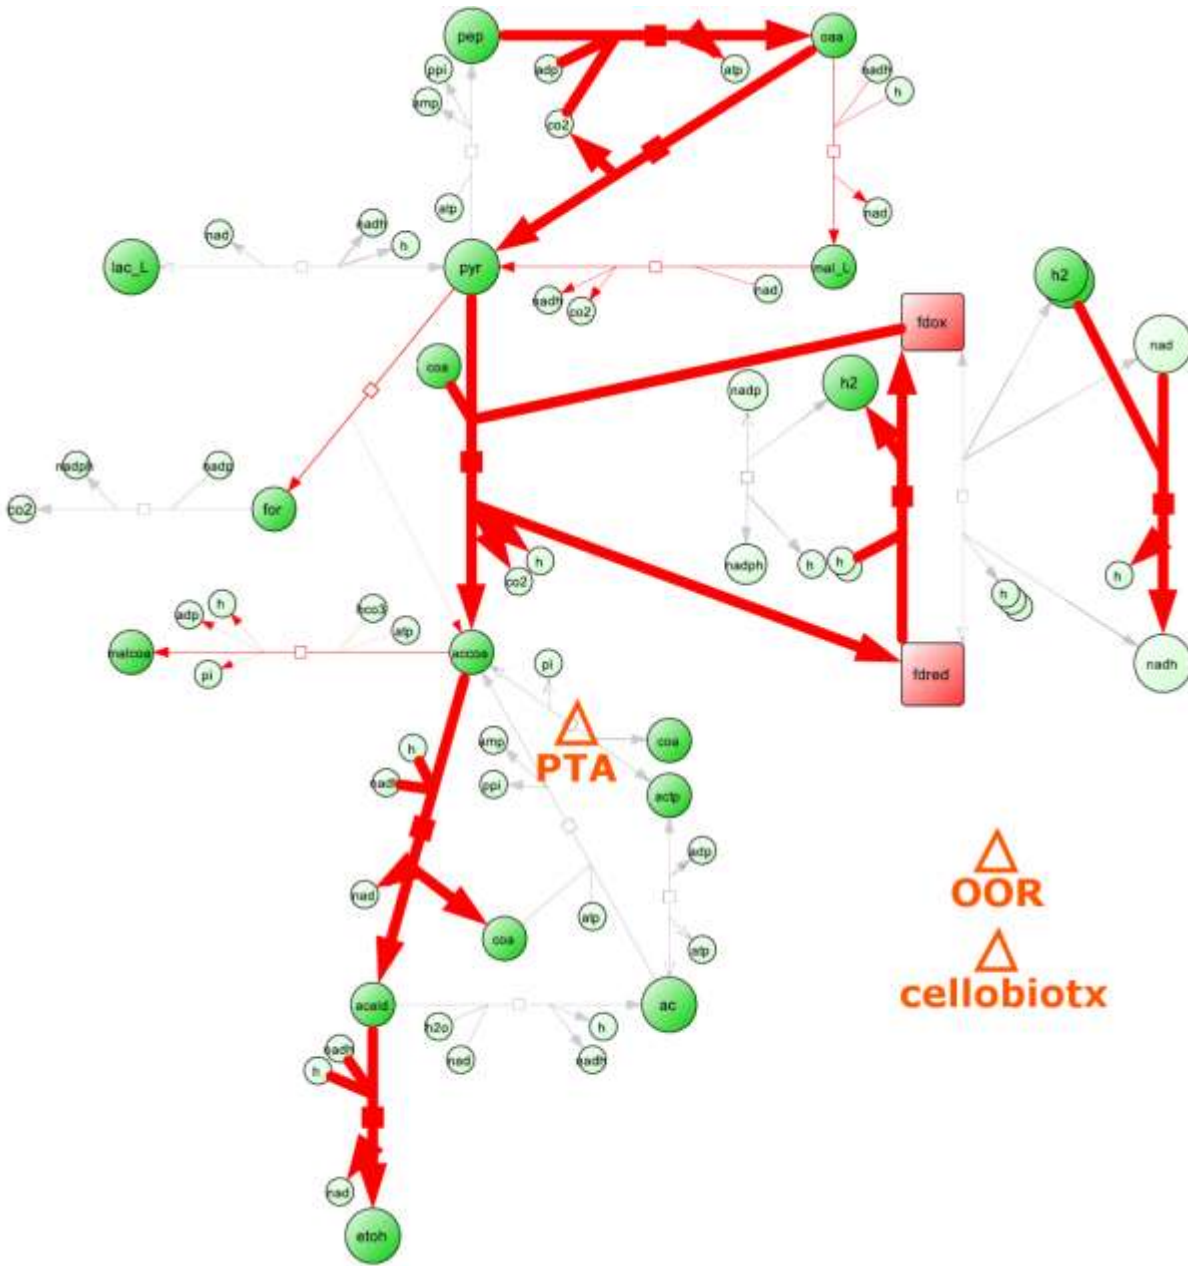 pep
oaa
ppi
adp
atp
nadh
h
amp
co2
atp
nad
nadh
nad
h
lac_L
pyr
mal_L
h2
nadh
co2
nad
fdox
nad
coa
nadp
h2
nadph
nadp
co2
for
nadph
h
h
h
co2
h
h
adp
h
hco3
atp
malcoa
accoa
pi
pi
nadh
fdred
h
amp
coa
PTA
nadh
ppi
actp
adp
OOR
nad
atp
coa
atp
cellobiotx
acald
ac
h2o
h
nad
nadh
nadh
h
nad
etoh